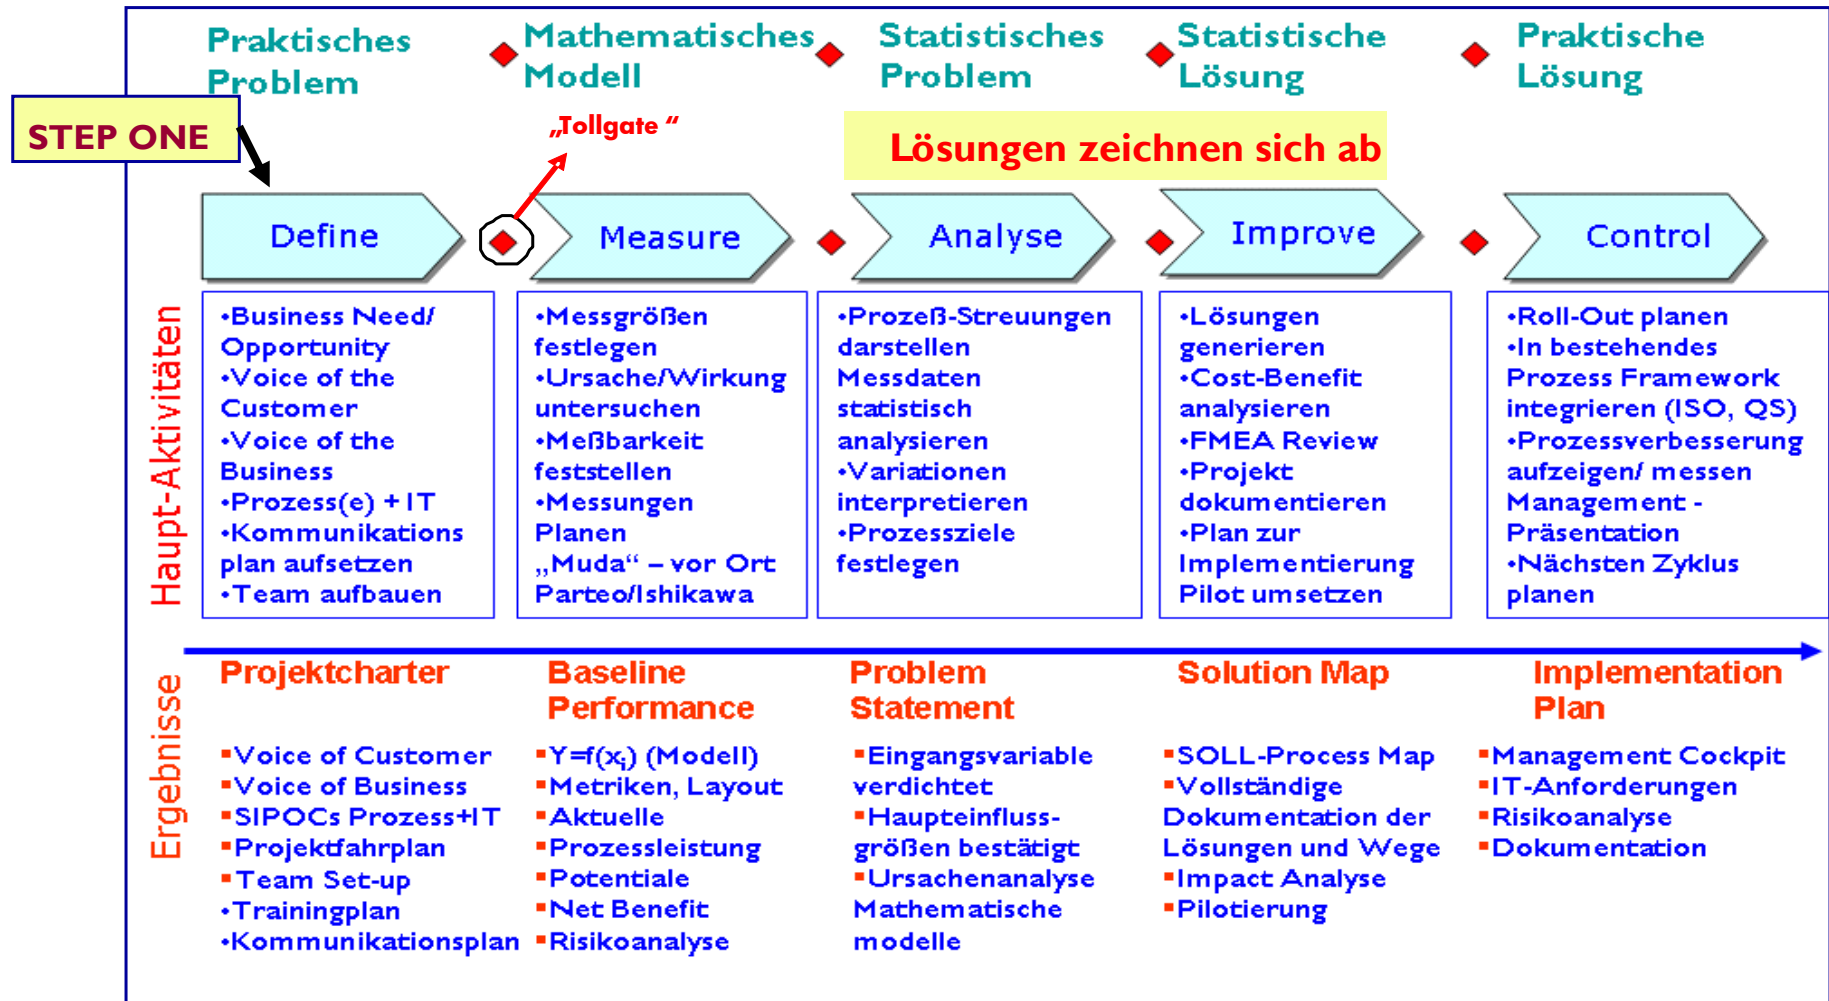 Praktisches
Problem
Mathematisches
Modell
Statistisches
Problem
Statistische
Lösung
Praktische
Lösung
STEP ONE
„Tollgate “
Lösungen zeichnen sich ab
Define
Measure
Analyse
Improve
Control
Haupt-Aktivitäten
•Business Need/
Opportunity
•Voice of the
Customer
•Voice of the
Business
•Prozess(e) + IT
•Kommunikations
plan aufsetzen
•Team aufbauen
•Messgrößen
festlegen
•Ursache/Wirkung
untersuchen
•Meßbarkeit
feststellen
•Messungen
Planen
„Muda“ – vor Ort
Parteo/Ishikawa
•Prozeß-Streuungen
darstellen
Messdaten
statistisch
analysieren
•Variationen
interpretieren
•Prozessziele
festlegen
•Lösungen
generieren
•Cost-Benefit
analysieren
•FMEA Review
•Projekt
dokumentieren
•Plan zur
Implementierung
Pilot umsetzen
•Roll-Out planen
•In bestehendes
Prozess Framework
integrieren (ISO, QS)
•Prozessverbesserung
aufzeigen/ messen
Management -
Präsentation
•Nächsten Zyklus
planen
Ergebnisse
Projektcharter
▪Voice of Customer
▪Voice of Business
▪SIPOCs Prozess+IT
▪Projektfahrplan
▪Team Set-up
•Trainingplan
•Kommunikationsplan
Baseline
Performance
▪Y=f(xi) (Modell)
▪Metriken, Layout
▪Aktuelle
▪Prozessleistung
▪Potentiale
▪Net Benefit
▪Risikoanalyse
Problem
Statement
▪Eingangsvariable
verdichtet
▪Haupteinfluss-
größen bestätigt
▪Ursachenanalyse
Mathematische
modelle
Solution Map
▪SOLL-Process Map
▪Vollständige
Dokumentation der
Lösungen und Wege
▪Impact Analyse
▪Pilotierung
Implementation
Plan
▪Management Cockpit
▪IT-Anforderungen
▪Risikoanalyse
▪Dokumentation